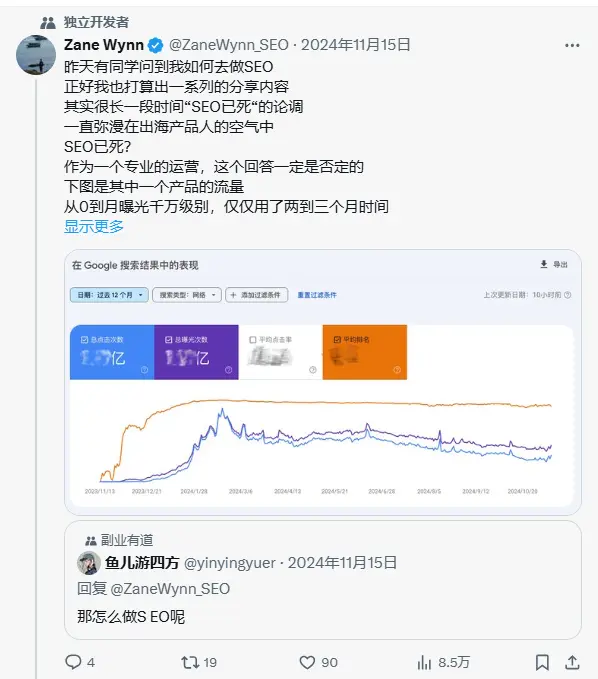 独立开发者
Zane Wynn @ZaneWynn_SEO · 2024年11月15日
昨天有同学问到我如何去做SEO
正好我也打算出一系列的分享内容
其实很长一段时间“SEO已死“的论调
一直弥漫在出海产品人的空气中
SEO已死?
作为一个专业的运营，这个回答一定是否定的
下图是其中一个产品的流量
从0到月曝光千万级别，仅仅用了两到三个月时间
显示更多
在 Google 搜索结果中的表现
导出
日期：过去 12 个月
搜索类型：网络
+ 添加过滤条件
重置过滤条件
上次更新日期：10小时前
总点击次数
亿
总曝光次数
亿
平均点击率
平均排名
2023/11/13 2023/12/21 2024/1/28 2024/3/6 2024/4/13 2024/5/21 2024/6/28 2024/8/5 2024/9/12 2024/10/20
副业有道
鱼儿游四方 @yinyingyuer · 2024年11月15日
回复 @ZaneWynn_SEO
那怎么做S EO呢
4 19 90 8.5万